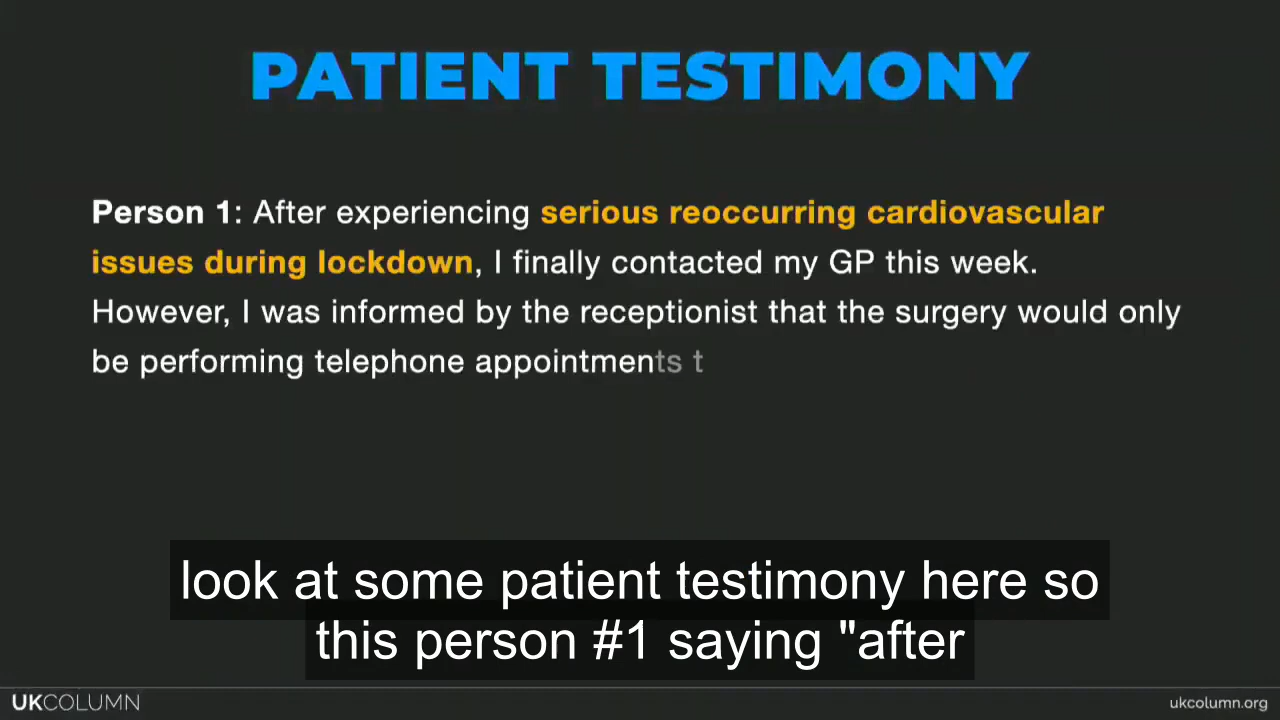 PATIENT TESTIMONY
Person 1: After experiencing serious reoccurring cardiovascular
issues during lockdown, I finally contacted my GP this week.
However, I was informed by the receptionist that the surgery would only
be performing telephone appointments t
look at some patient testimony here so
this person #1 saying "after
UKCOLUMN
ukcolumn.org